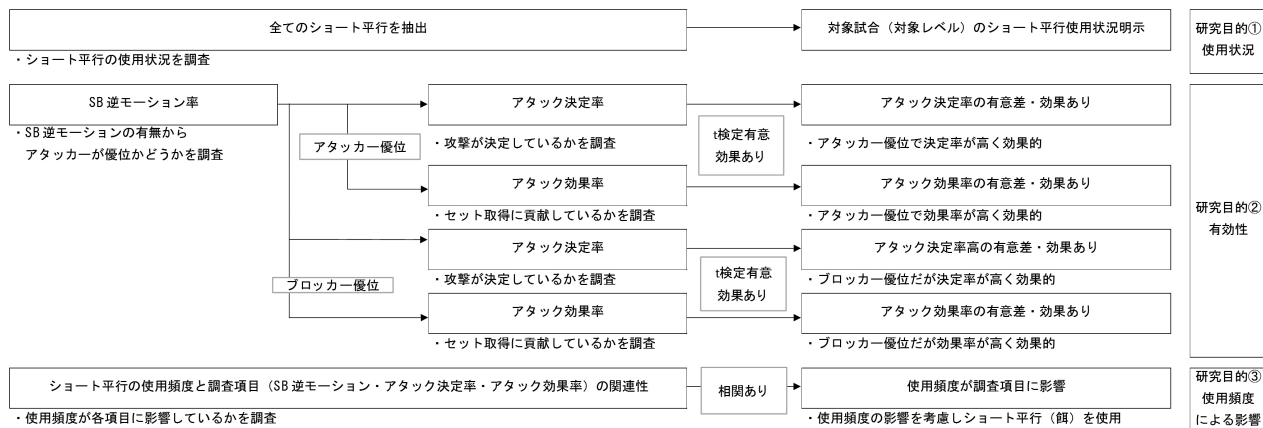 全てのショート平行を抽出
対象試合（対象レベル）のショート平行使用状況明示
研究目的①
使用状況
・ショート平行の使用状況を調査
SB 逆モーション率
・SB 逆モーションの有無から
アタッカーが優位かどうかを調査
アタッカー優位
ブロッカー優位
アタック決定率
・攻撃が決定しているかを調査
アタック効果率
・セット取得に貢献しているかを調査
t検定有意
効果あり
アタック決定率の有意差・効果あり
・アタッカー優位で決定率が高く効果的
アタック効果率の有意差・効果あり
・アタッカー優位で効果率が高く効果的
アタック決定率
・攻撃が決定しているかを調査
アタック効果率
・セット取得に貢献しているかを調査
t検定有意
効果あり
アタック決定率高の有意差・効果あり
・ブロッカー優位だが決定率が高く効果的
アタック効果率の有意差・効果あり
・ブロッカー優位だが効果率が高く効果的
研究目的②
有効性
ショート平行の使用頻度と調査項目（SB 逆モーション・アタック決定率・アタック効果率）の関連性
・使用頻度が各項目に影響しているかを調査
相関あり
使用頻度が調査項目に影響
・使用頻度の影響を考慮しショート平行（餌）を使用
研究目的③
使用頻度
による影響